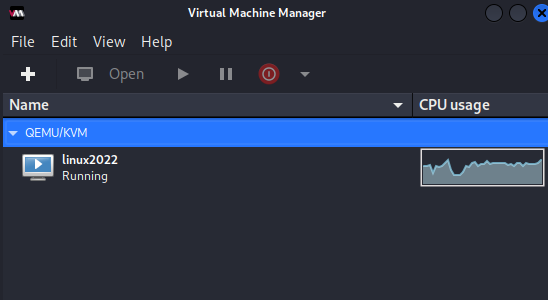 Virtual Machine Manager
File Edit View Help
Open
Name CPU usage
QEMU/KVM
linux2022
Running